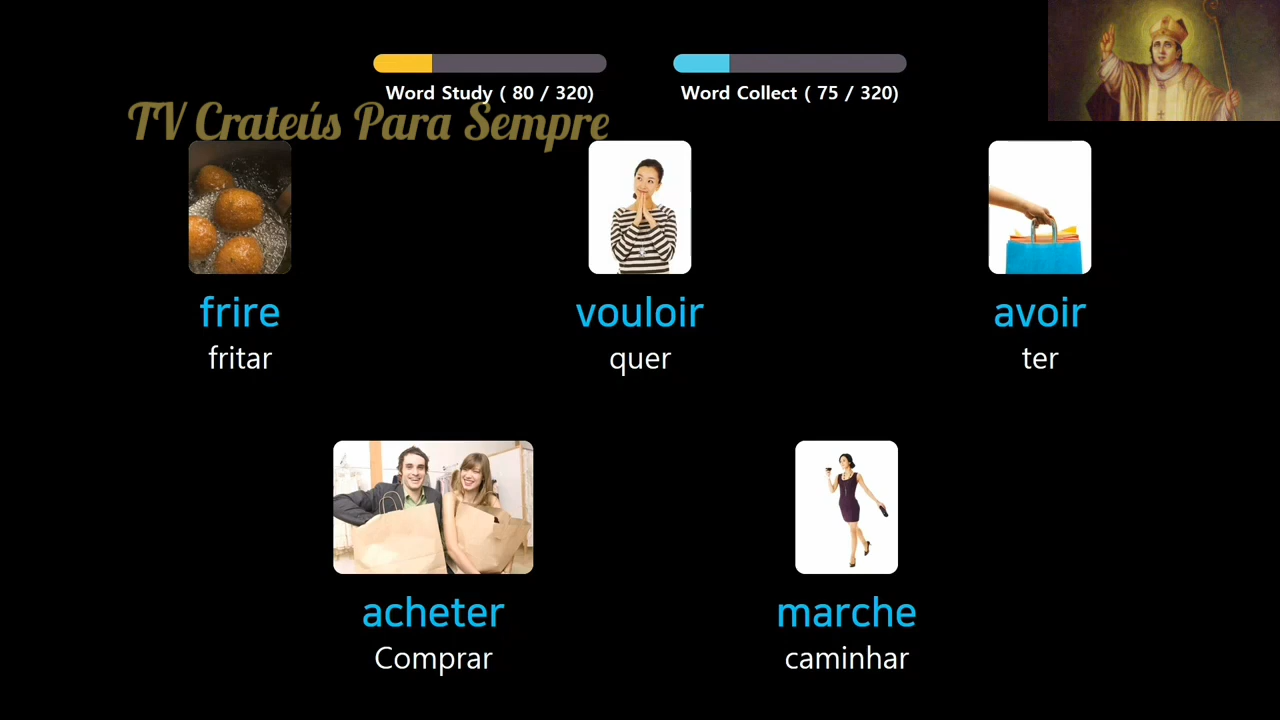 Word Study ( 80 / 320)
Word Collect ( 75 / 320)
TV Crateús Para Sempre
frire
fritar
vouloir
quer
avoir
ter
acheter
Comprar
marche
caminhar